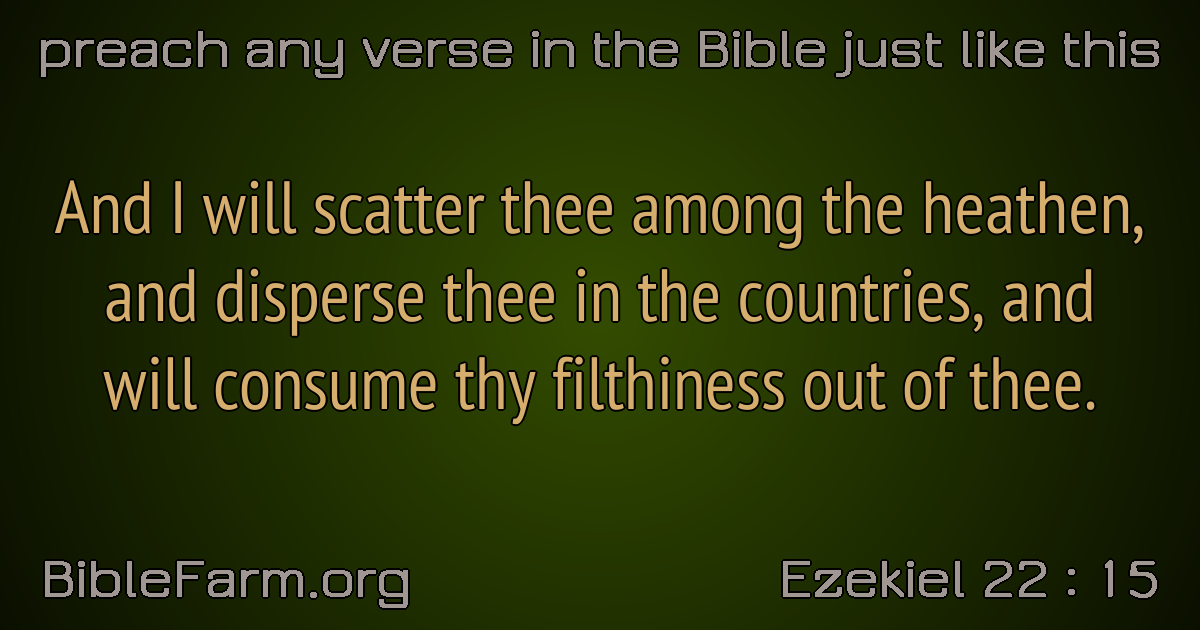 preach any verse in the Bible just like this
And I will scatter thee among the heathen,
and disperse thee in the countries, and
will consume thy filthiness out of thee.
BibleFarm.org
Ezekiel 22 : 15